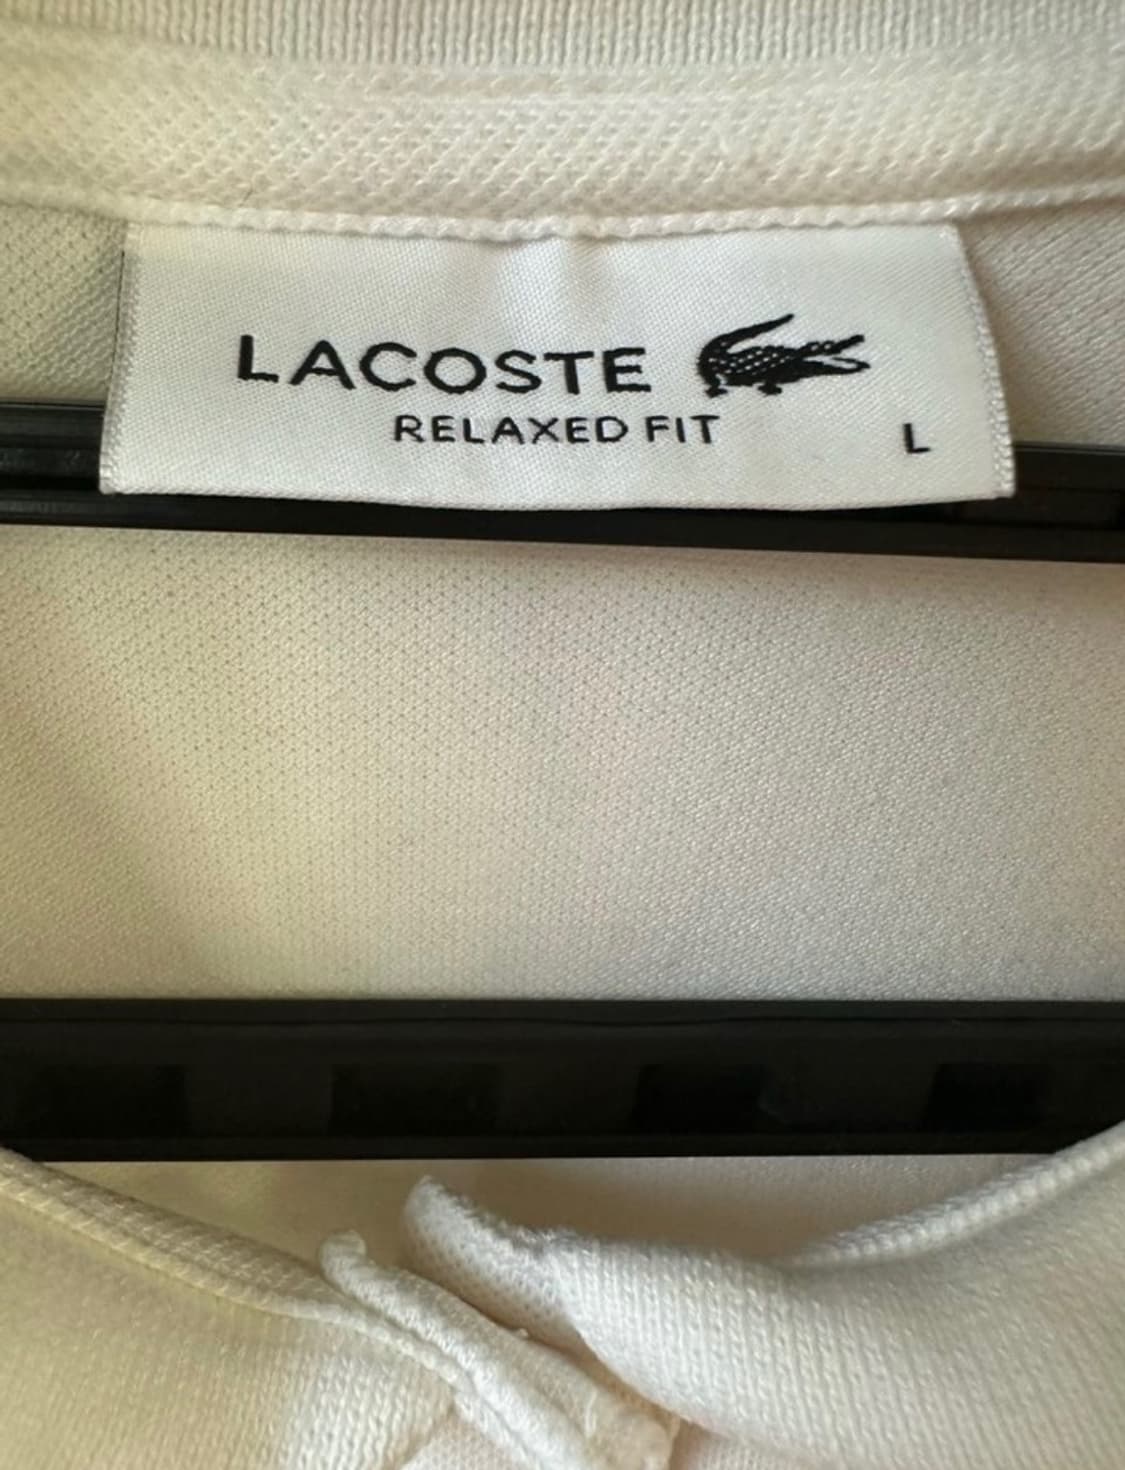 LACOSTE
RELAXED FIT
L